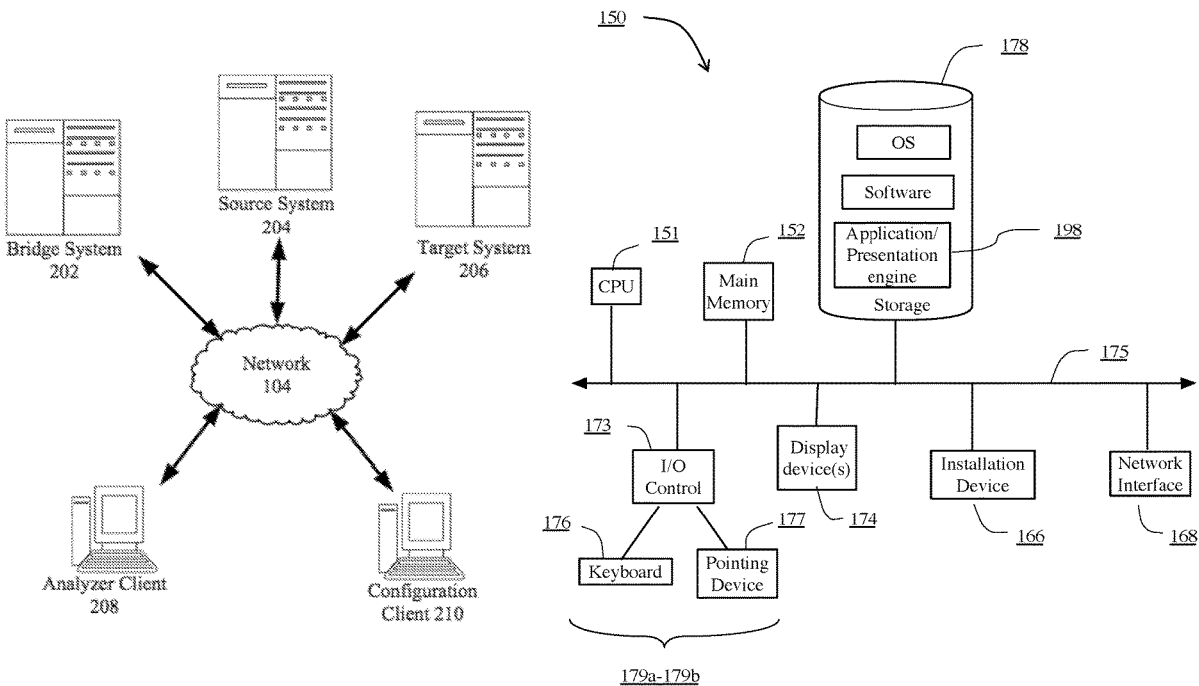 Bridge System
202
Source System
204
Target System
206
Network
104
Analyzer Client
208
Configuration
Client 210
150
178
OS
Software
Application/
Presentation
engine
198
Storage
151
CPU
152
Main
Memory
175
173
I/O
Control
Display
device(s)
174
Installation
Device
166
Network
Interface
168
176
Keyboard
177
Pointing
Device
179a-179b